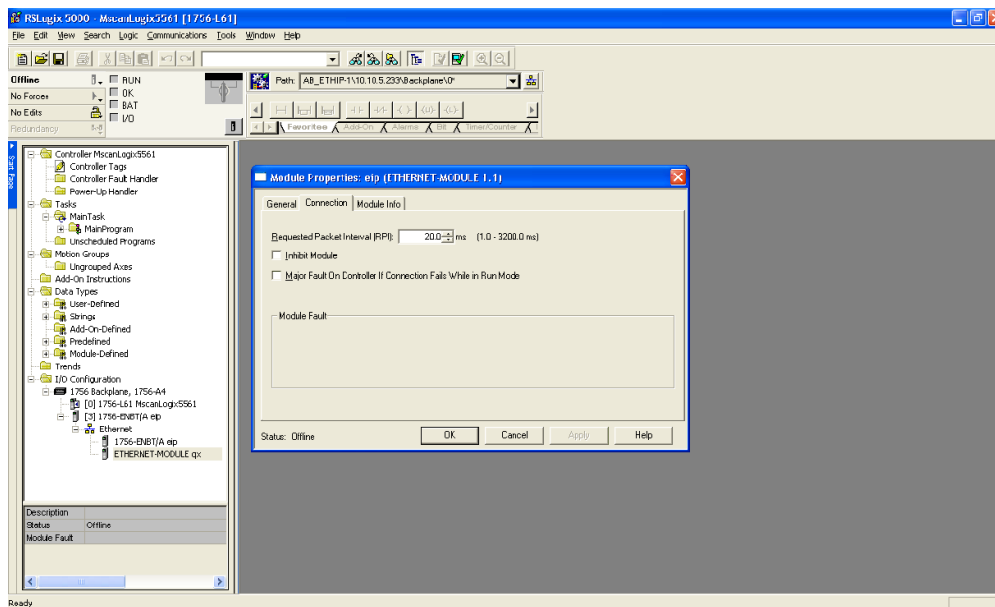 RSLogix 5000 - MscanLogix5561 [1756-L61]
File Edit View Search Logic Communications Tools Window Help
Offline
RUN
No Forces
OK
No Edits
BAT
Redundancy
I/O
Path: AB_ETHIP-1\10.10.5.233\Backplane\0*
Favorites Add-On Alarms Bit Timer/Counter
Start Page
Controller MscanLogix5561
Controller Tags
Controller Fault Handler
Power-Up Handler
Tasks
MainTask
MainProgram
Unscheduled Programs
Motion Groups
Ungrouped Axes
Add-On Instructions
Data Types
User-Defined
Strings
Add-On-Defined
Predefined
Module-Defined
Trends
I/O Configuration
1756 Backplane, 1756-A4
[0] 1756-L61 MscanLogix5561
[3] 1756-ENBT/A eip
Ethernet
1756-ENBT/A eip
ETHERNET-MODULE qx
Description
Status Offline
Module Fault
Module Properties: eip (ETHERNET-MODULE 1.1)
General Connection Module Info
Requested Packet Interval (RPI): 20.0 ms (1.0 - 3200.0 ms)
Inhibit Module
Major Fault On Controller If Connection Fails While in Run Mode
Module Fault
Status: Offline
OK Cancel Apply Help
Ready